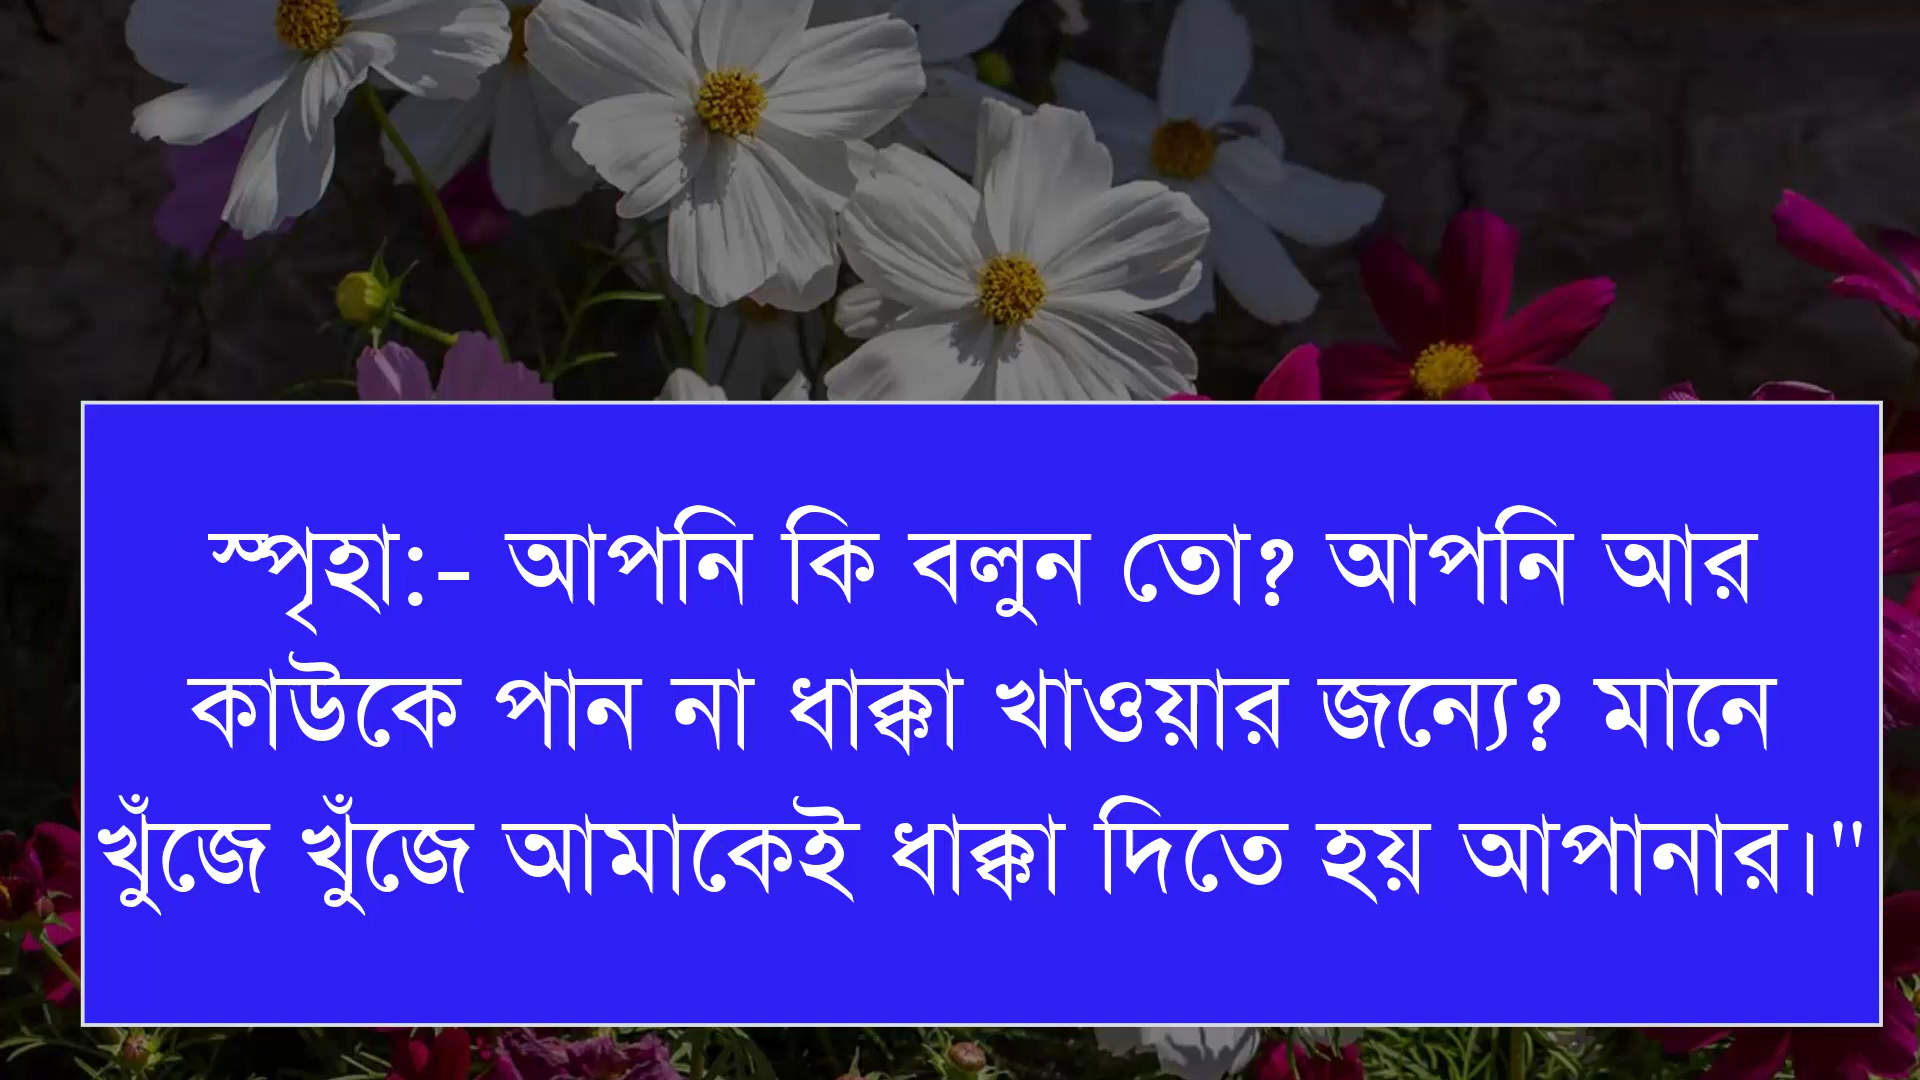 স্পৃহা:- আপনি কি বলুন তো? আপনি আর
কাউকে পান না ধাক্কা খাওয়ার জন্যে? মানে
খুঁজে খুঁজে আমাকেই ধাক্কা দিতে হয় আপানার।"